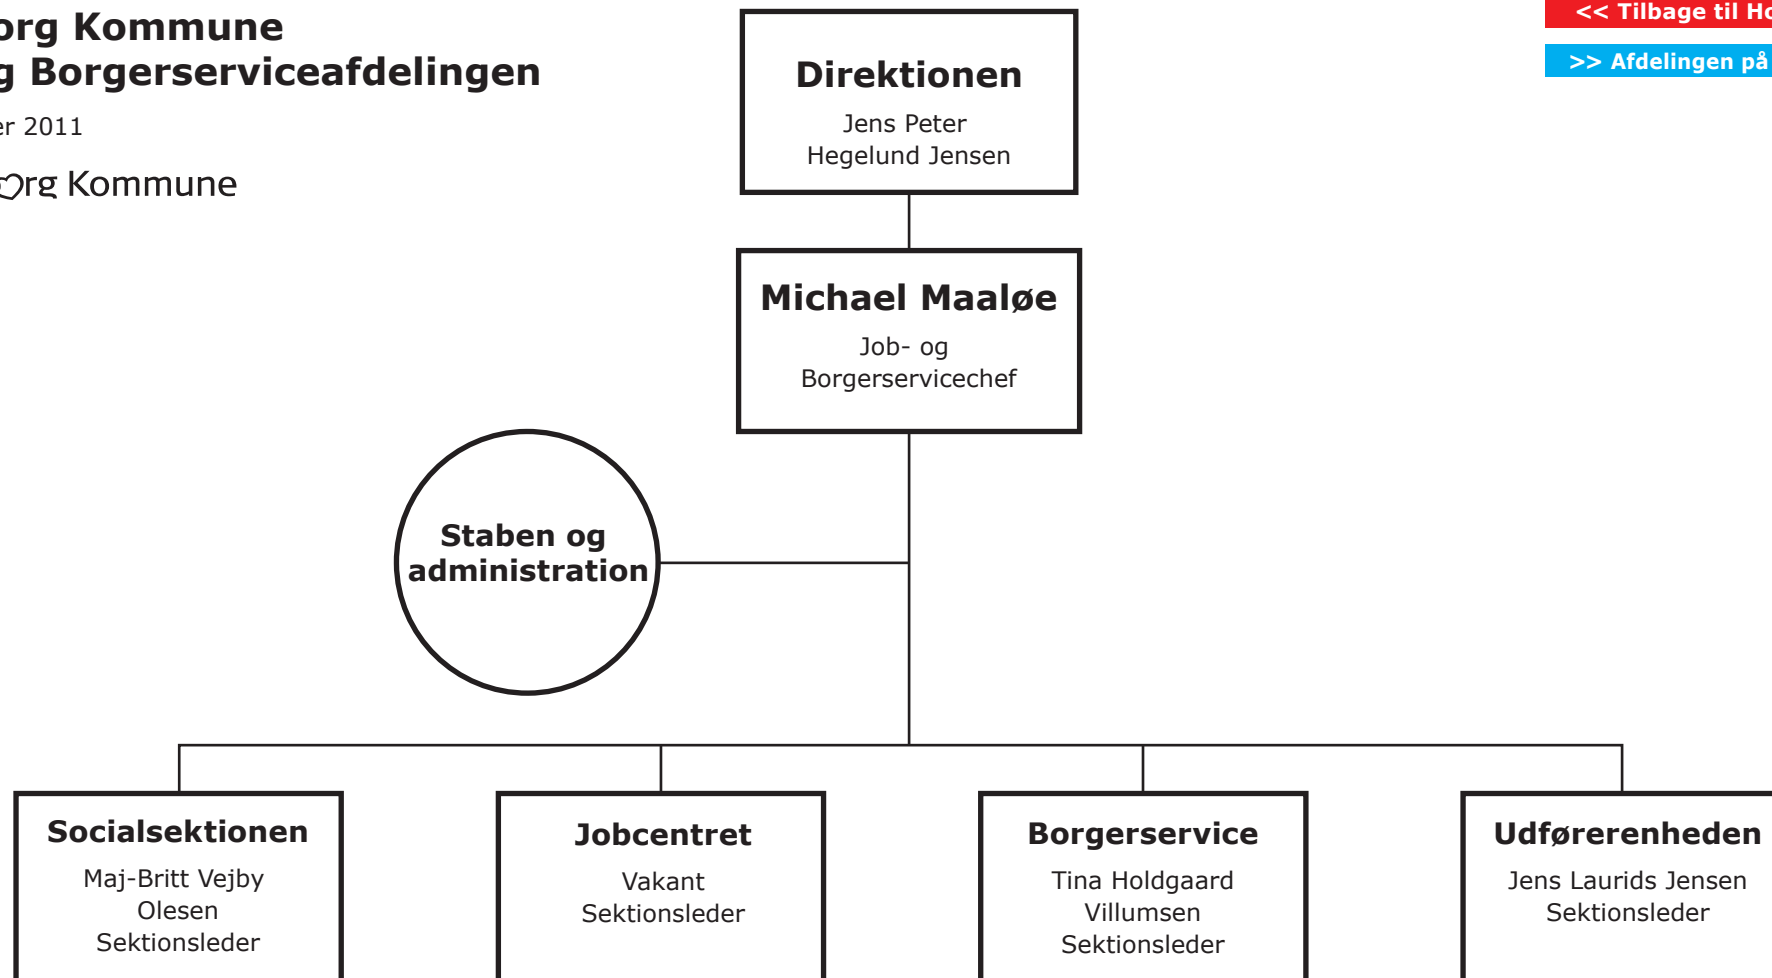 org Kommune
g Borgerserviceafdelingen
er 2011
org Kommune
<< Tilbage til Ho
>> Afdelingen på
Direktionen
Jens Peter
Hegelund Jensen
Michael Maaløe
Job- og
Borgerservicechef
Staben og
administration
Socialsektionen
Maj-Britt Vejby
Olesen
Sektionsleder
Jobcentret
Vakant
Sektionsleder
Borgerservice
Tina Holdgaard
Villumsen
Sektionsleder
Udførerenheden
Jens Laurids Jensen
Sektionsleder